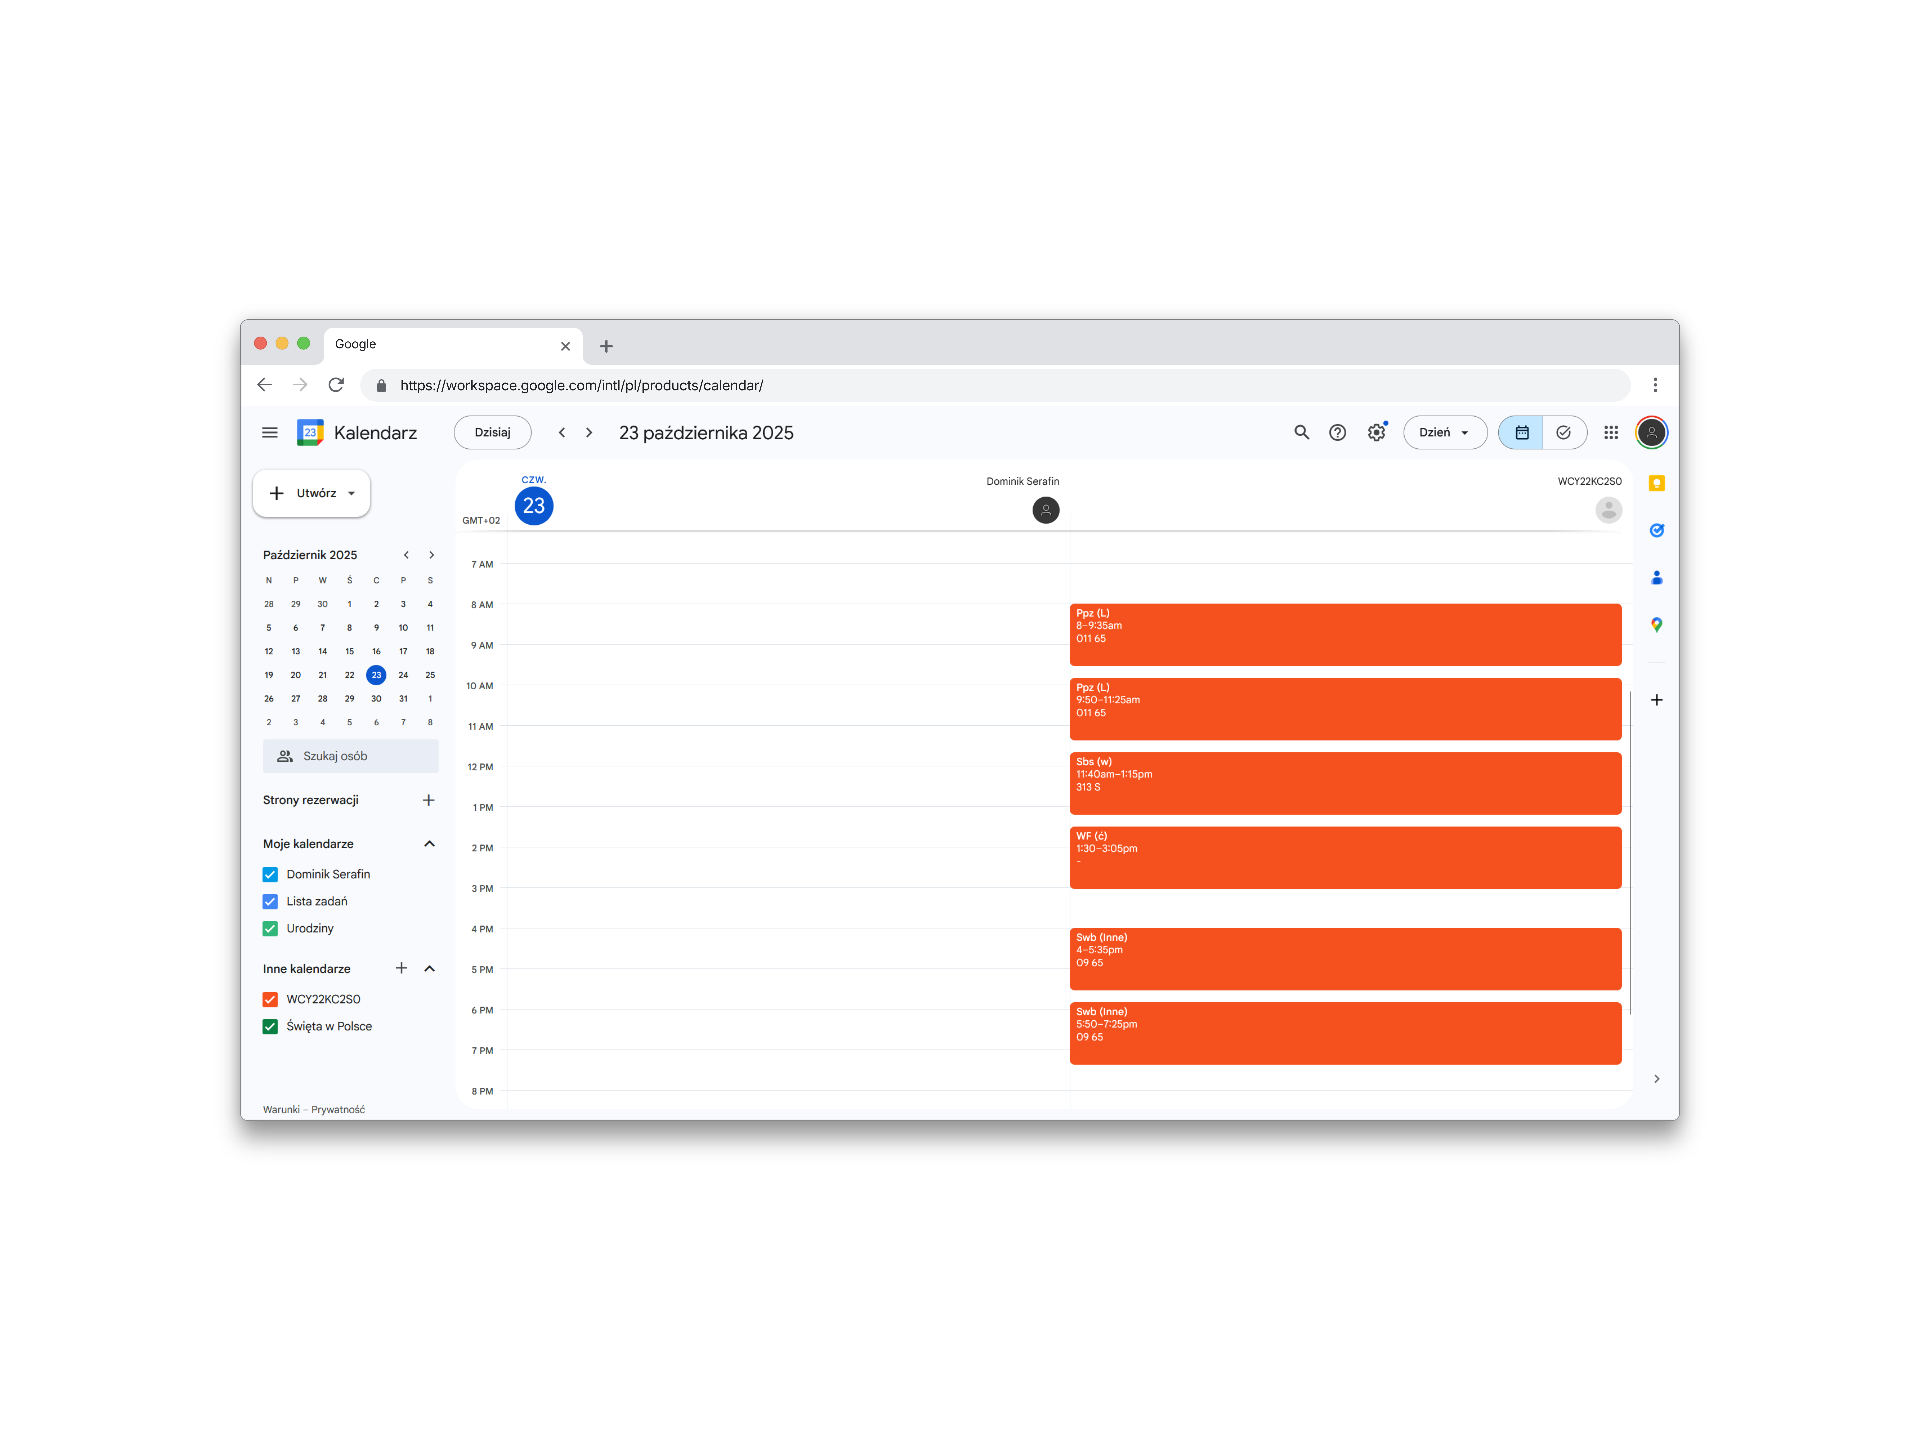 Google
https://workspace.google.com/intl/pl/products/calendar/
23
Kalendarz
Dzisiaj
23 października 2025
Dzień
Utwórz
CZW.
23
GMT+02
Dominik Serafin
WCY22KC2S0
Październik 2025
N P W Ś C P S
28 29 30 1 2 3 4
5 6 7 8 9 10 11
12 13 14 15 16 17 18
19 20 21 22 23 24 25
26 27 28 29 30 31 1
2 3 4 5 6 7 8
Szukaj osób
Strony rezerwacji
Moje kalendarze
Dominik Serafin
Lista zadań
Urodziny
Inne kalendarze
WCY22KC2S0
Święta w Polsce
Warunki – Prywatność
7 AM
8 AM
9 AM
10 AM
11 AM
12 PM
1 PM
2 PM
3 PM
4 PM
5 PM
6 PM
7 PM
8 PM
Ppz (L)
8–9:35am
011 65
Ppz (L)
9:50–11:25am
011 65
Sbs (w)
11:40am–1:15pm
313 S
WF (ć)
1:30–3:05pm
-
Swb (Inne)
4–5:35pm
09 65
Swb (Inne)
5:50–7:25pm
09 65